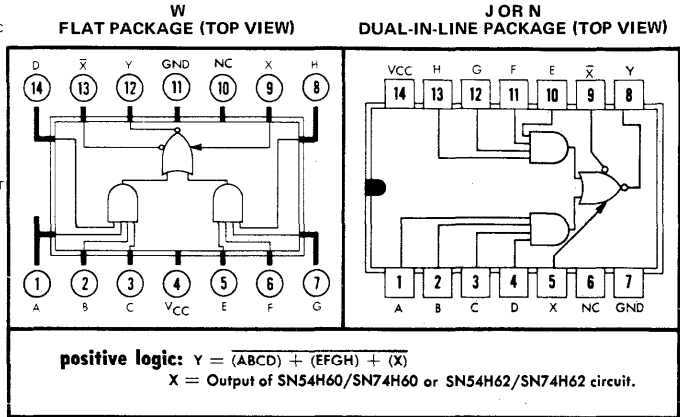 W
FLAT PACKAGE (TOP VIEW)
J OR N
DUAL-IN-LINE PACKAGE (TOP VIEW)
D X̅ Y GND NC X H
14 13 12 11 10 9 8
1 2 3 4 5 6 7
A B C VCC E F G
VCC H G F E X̅ Y
14 13 12 11 10 9 8
1 2 3 4 5 6 7
A B C D X NC GND
positive logic: Y = (ABCD) + (EFGH) + (X)
X = Output of SN54H60/SN74H60 or SN54H62/SN74H62 circuit.